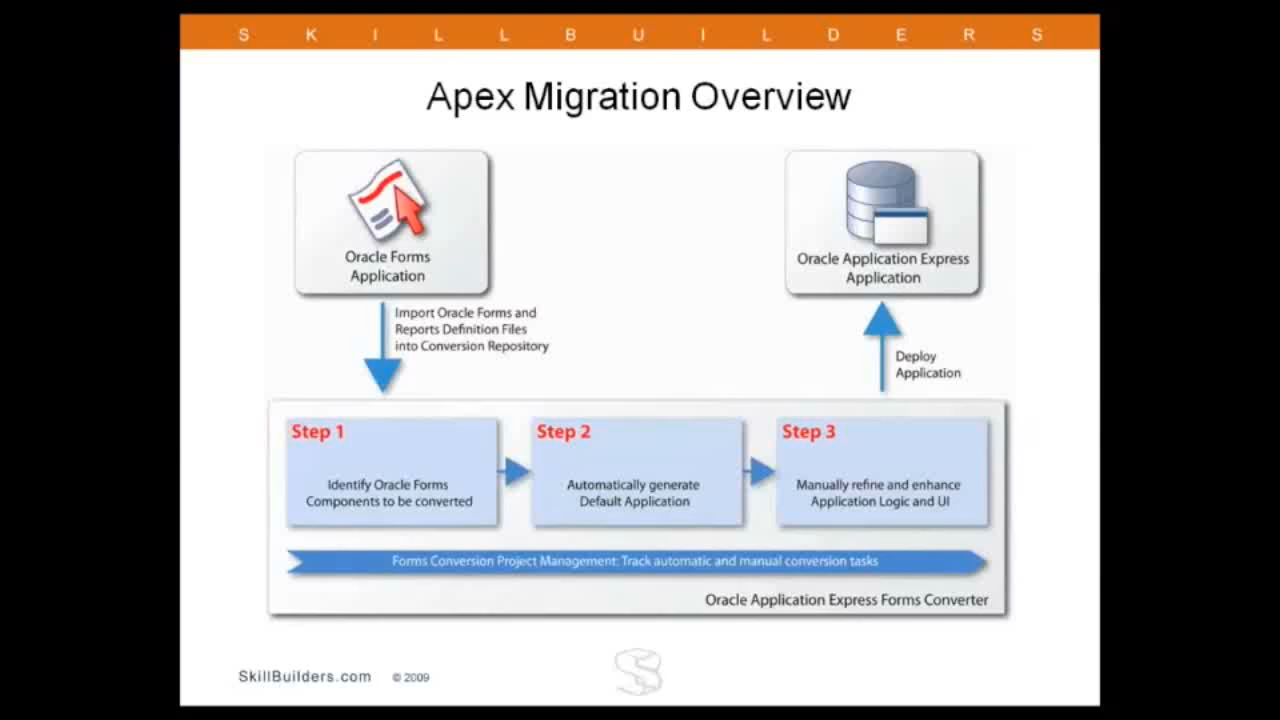 S K I L L B U I L D E R S
Apex Migration Overview
Oracle Forms
Application
Oracle Application Express
Application
Import Oracle Forms and
Reports Definition Files
into Conversion Repository
Deploy
Application
Step 1
Identify Oracle Forms
Components to be converted
Step 2
Automatically generate
Default Application
Step 3
Manually refine and enhance
Application Logic and UI
Forms Conversion Project Management: Track automatic and manual conversion tasks
Oracle Application Express Forms Converter
SkillBuilders.com © 2009
S